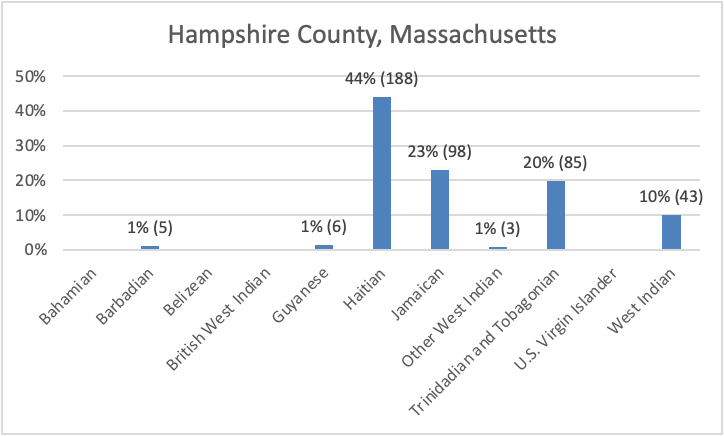 Hampshire County, Massachusetts
50%
40%
30%
20%
10%
0%
1% (5)
1% (6)
44% (188)
23% (98)
1% (3)
20% (85)
10% (43)
Bahamian
Barbadian
Belizean
British West Indian
Guyanese
Haitian
Jamaican
Other West Indian
Trinidadian and Tobagonian
U.S. Virgin Islander
West Indian